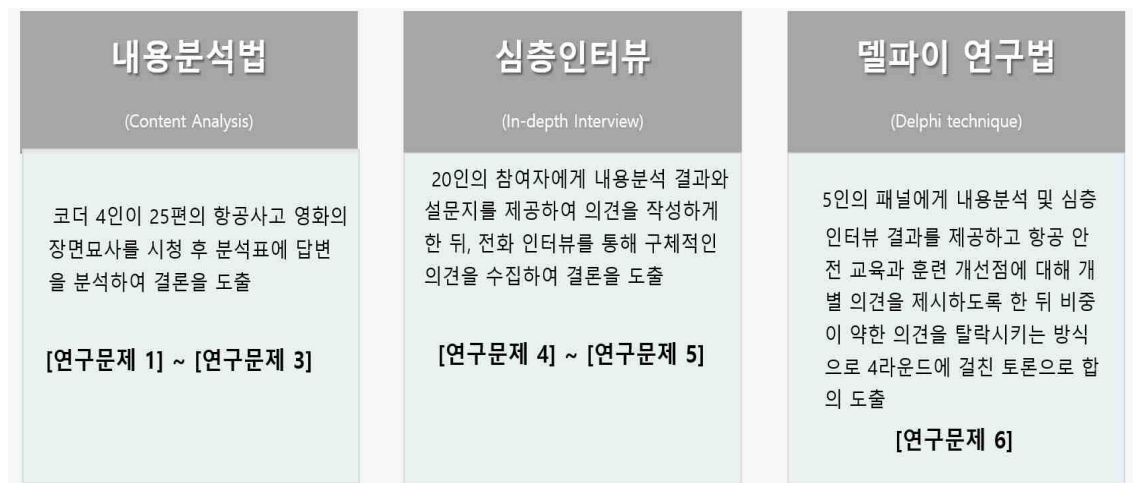 내용분석법
(Content Analysis)
코더 4인이 25편의 항공사고 영화의
장면묘사를 시청 후 분석표에 답변
을 분석하여 결론을 도출
[연구문제 1] ~ [연구문제 3]
심층인터뷰
(In-depth Interview)
20인의 참여자에게 내용분석 결과와
설문지를 제공하여 의견을 작성하게
한 뒤, 전화 인터뷰를 통해 구체적인
의견을 수집하여 결론을 도출
[연구문제 4] ~ [연구문제 5]
델파이 연구법
(Delphi technique)
5인의 패널에게 내용분석 및 심층
인터뷰 결과를 제공하고 항공 안
전 교육과 훈련 개선점에 대해 개
별 의견을 제시하도록 한 뒤 비중
이 약한 의견을 탈락시키는 방식
으로 4라운드에 걸친 토론으로 합
의 도출
[연구문제 6]